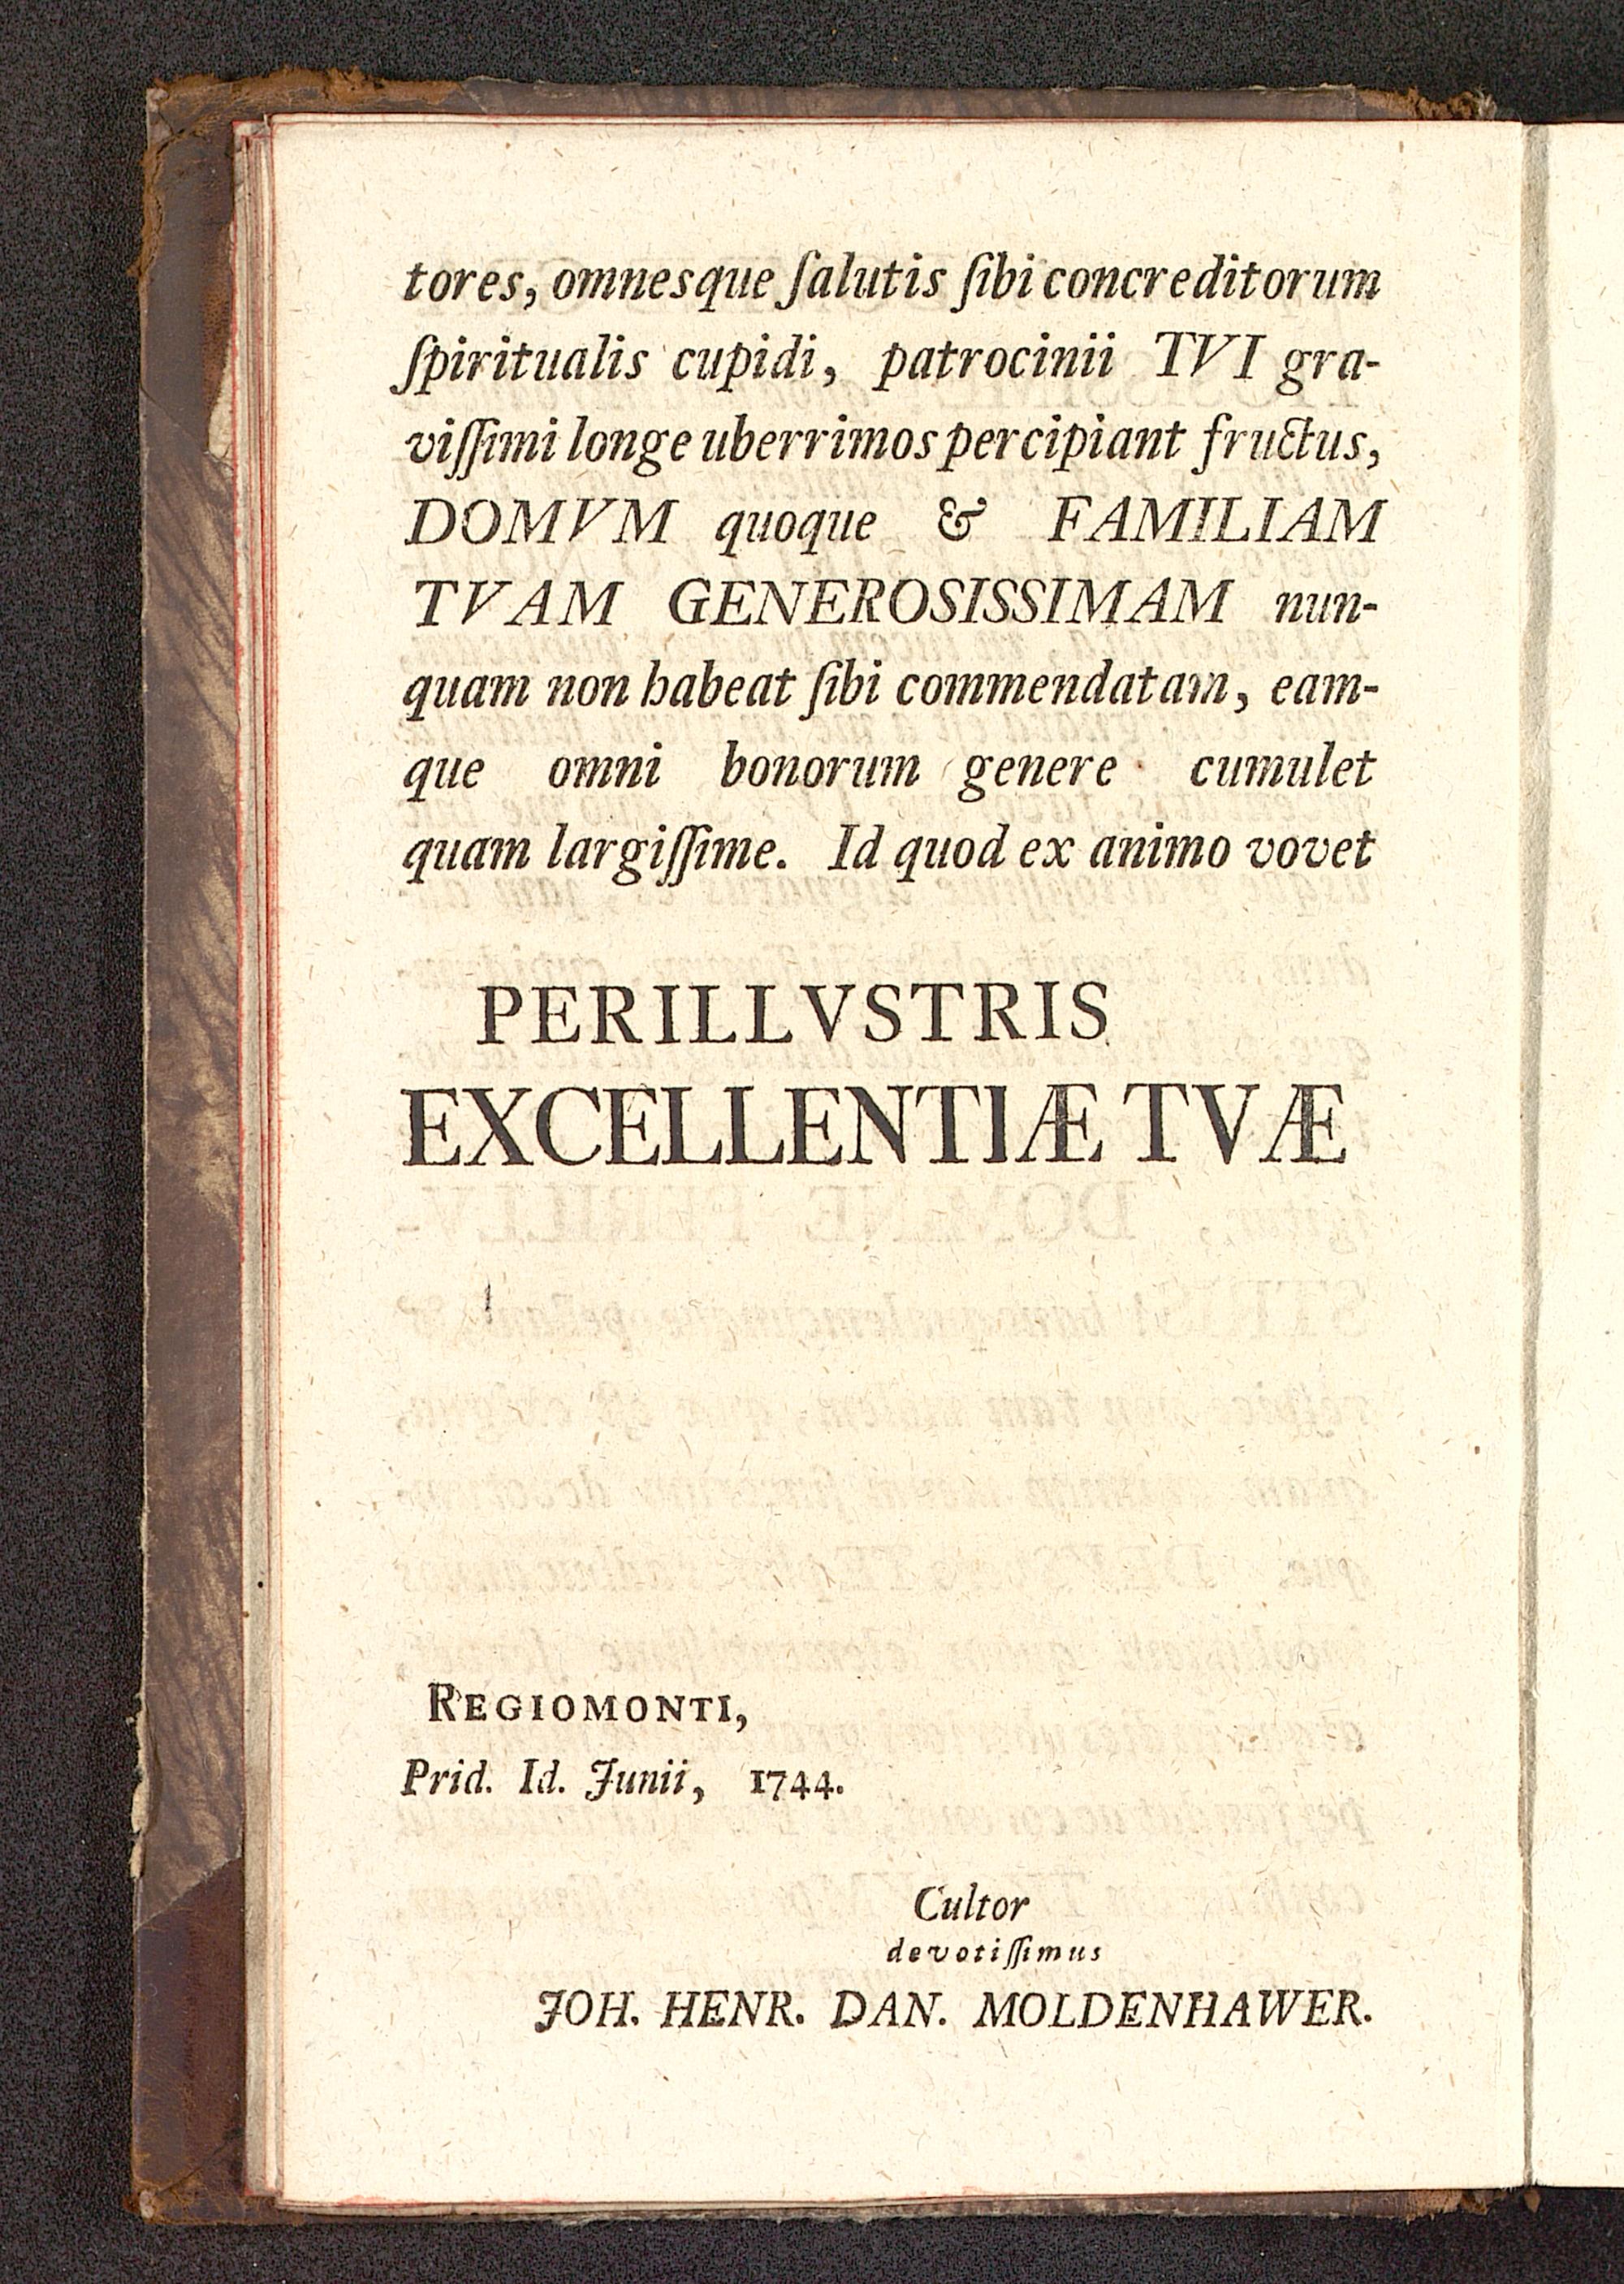 tores, omnesque ſalutis ſibi concreditorum
ſpiritualis cupidi, patrocinii TVI gra-
viſſimi longe uberrimos percipiant fructus,
DOMVM quoque & FAMILIAM
TVAM GENEROSISSIMAM nun-
quam non habeat ſibi commendatam, eam-
que omni bonorum genere cumulet
quam largiſſime. Id quod ex animo vovet
PERILLVSTRIS
EXCELLENTIÆ TVÆ
REGIOMONTI,
Prid. Id. Junii, 1744.
Cultor
devotiſſimus
JOH. HENR. DAN. MOLDENHAWER.